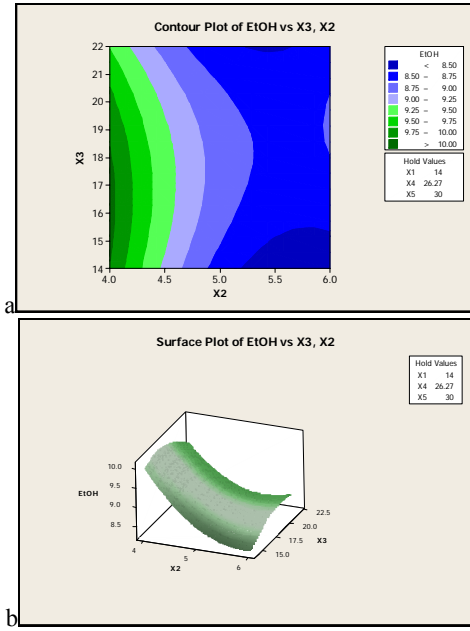 Contour Plot of EtOH vs X3, X2
22
21
20
19
18
17
16
15
14
X3
4.0 4.5 5.0 5.5 6.0
X2
EtOH
< 8.50
8.50 – 8.75
8.75 – 9.00
9.00 – 9.25
9.25 – 9.50
9.50 – 9.75
9.75 – 10.00
> 10.00
Hold Values
X1 14
X4 26.27
X5 30
a
Surface Plot of EtOH vs X3, X2
Hold Values
X1 14
X4 26.27
X5 30
10.0
9.5
9.0
8.5
EtOH
4 5 6
X2
15.0
17.5
20.0
22.5
X3
b